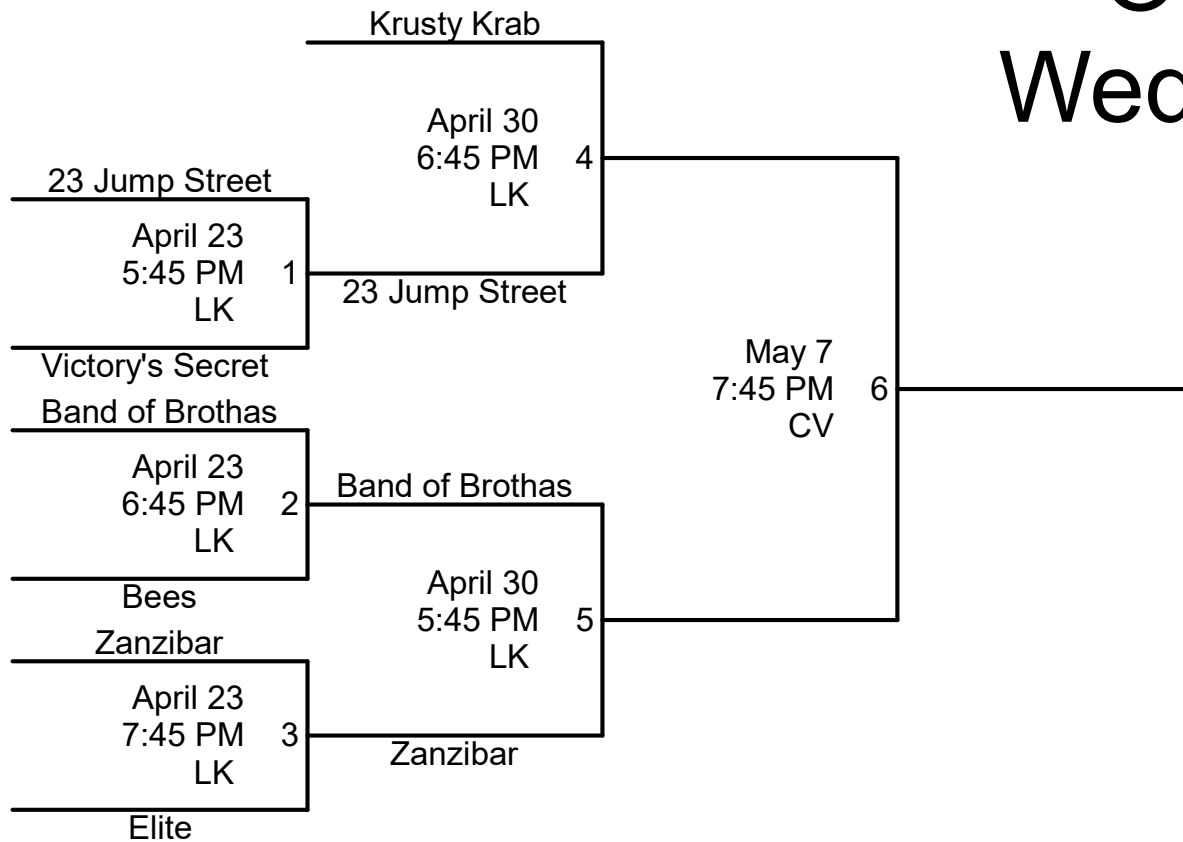 Krusty Krab
April 30
6:45 PM 4
LK
23 Jump Street
April 23
5:45 PM 1
LK
23 Jump Street
Victory's Secret
Band of Brothas
April 23
6:45 PM 2
LK
Band of Brothas
Bees
April 30
5:45 PM 5
LK
Zanzibar
April 23
7:45 PM 3
LK
Zanzibar
Elite
May 7
7:45 PM 6
CV